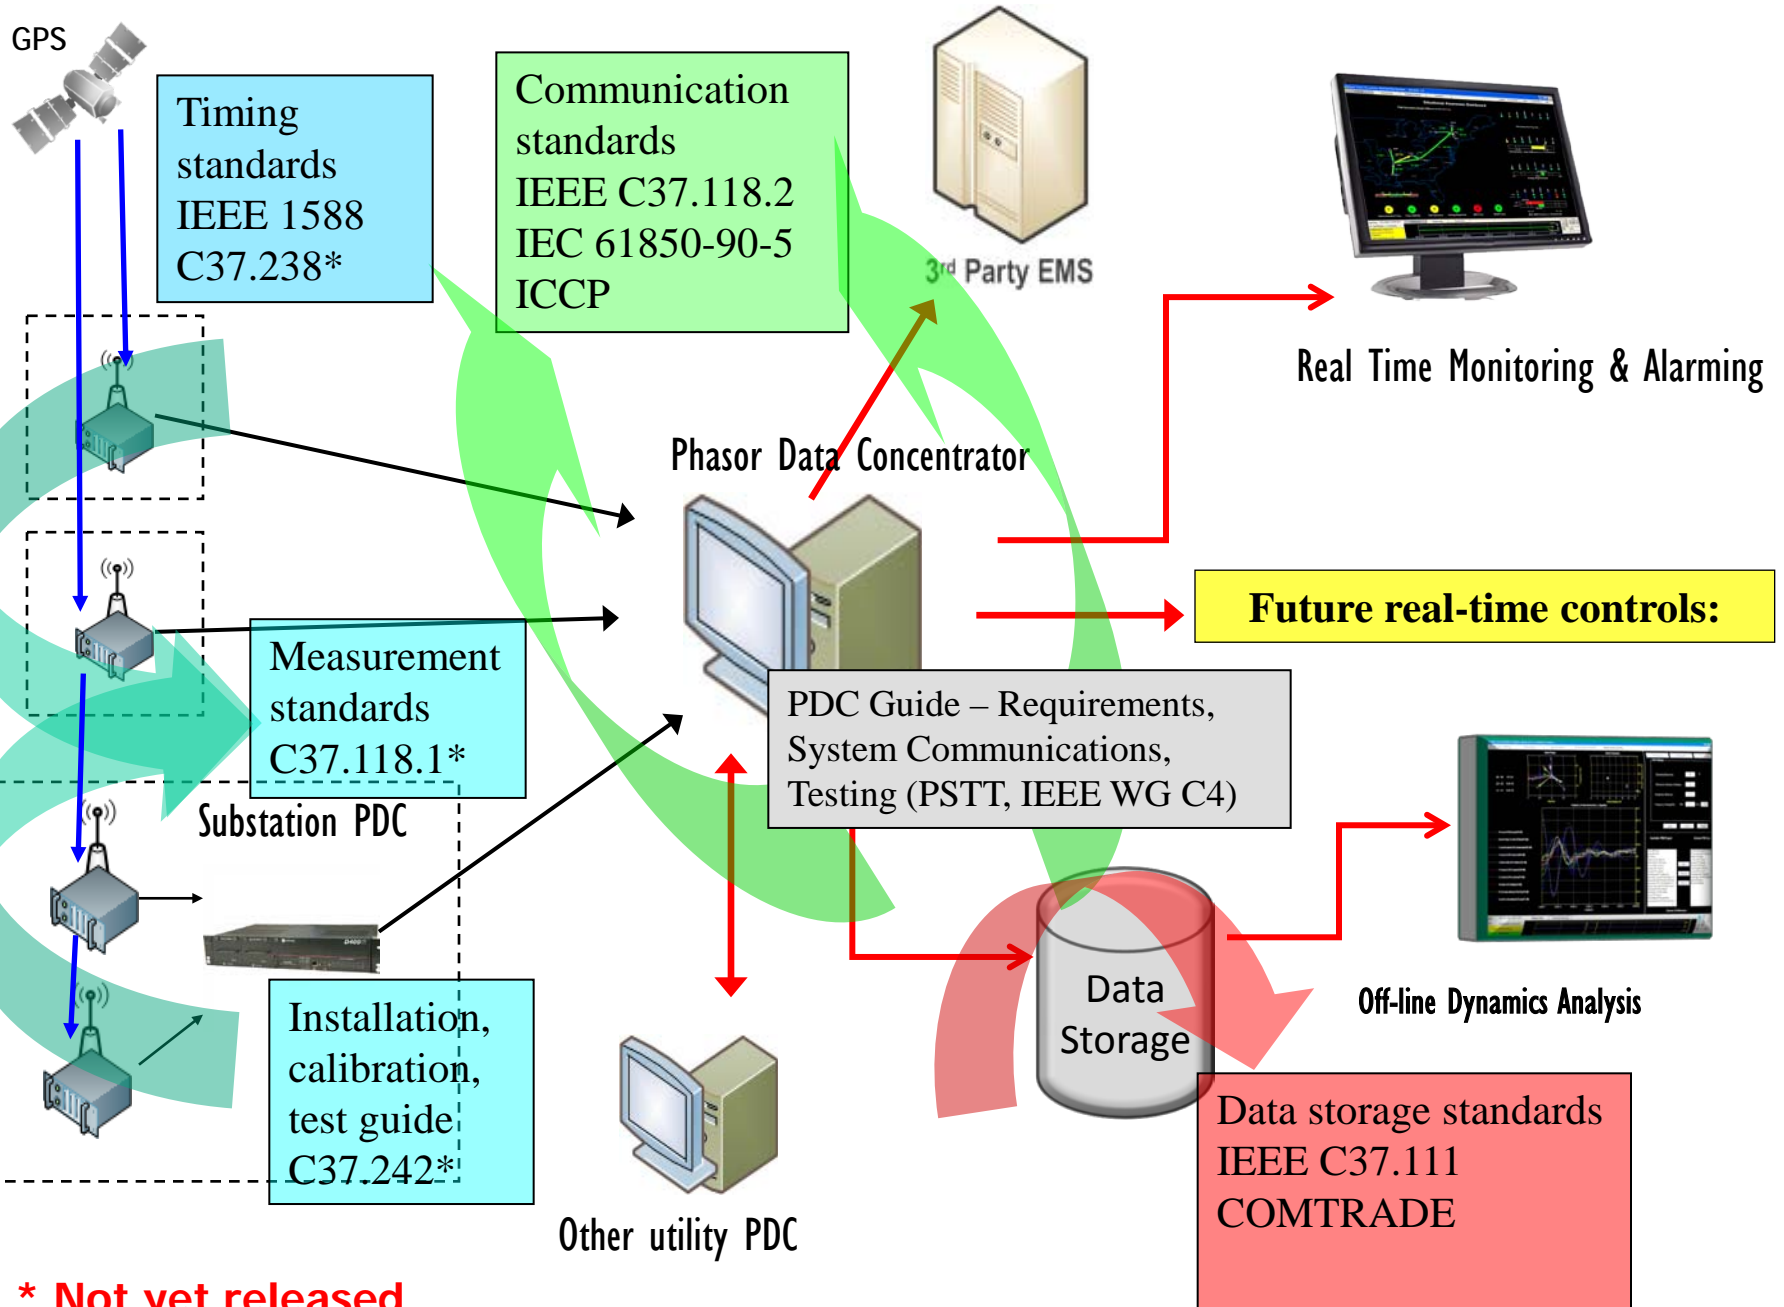 GPS
Timing
standards
IEEE 1588
C37.238*
Communication
standards
IEEE C37.118.2
IEC 61850-90-5
ICCP
3rd Party EMS
Real Time Monitoring & Alarming
Phasor Data Concentrator
Future real-time controls:
Measurement
standards
C37.118.1*
PDC Guide – Requirements,
System Communications,
Testing (PSTT, IEEE WG C4)
Substation PDC
D400
Installation,
calibration,
test guide
C37.242*
Data
Storage
Off-line Dynamics Analysis
Data storage standards
IEEE C37.111
COMTRADE
Other utility PDC
* Not yet released